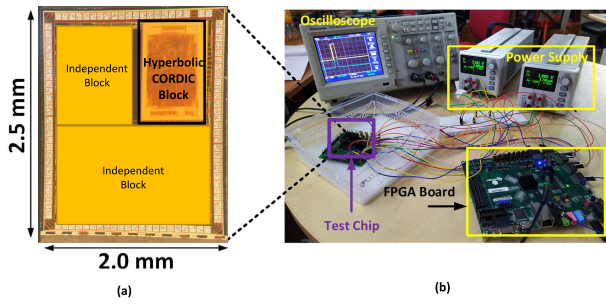 2.5 mm
Independent
Block
Hyperbolic
CORDIC
Block
Independent
Block
2.0 mm
(a)
Oscilloscope
Power Supply
FPGA Board
Test Chip
(b)